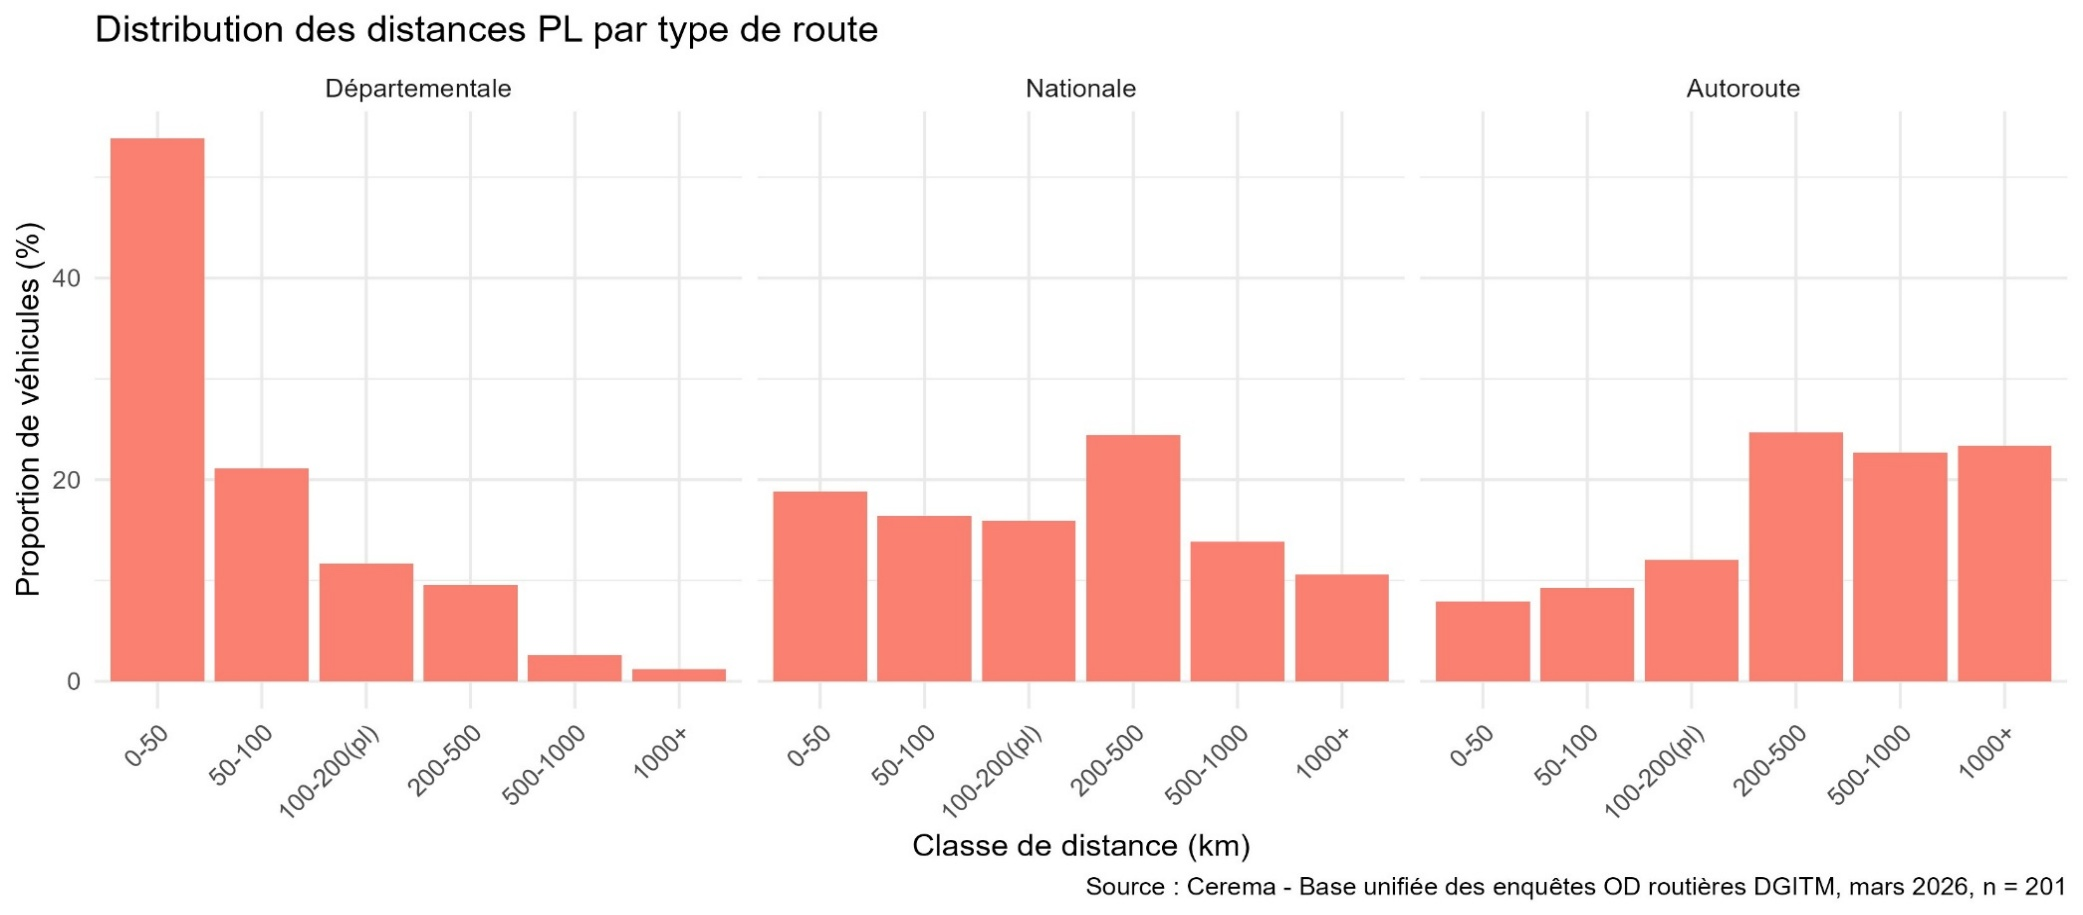 Distribution des distances PL par type de route
Départementale
Nationale
Autoroute
Proportion de véhicules (%)
40
20
0
0-50
50-100
100-200(pl)
200-500
500-1000
1000+
0-50
50-100
100-200(pl)
200-500
500-1000
1000+
0-50
50-100
100-200(pl)
200-500
500-1000
1000+
Classe de distance (km)
Source : Cerema - Base unifiée des enquêtes OD routières DGITM, mars 2026, n = 201